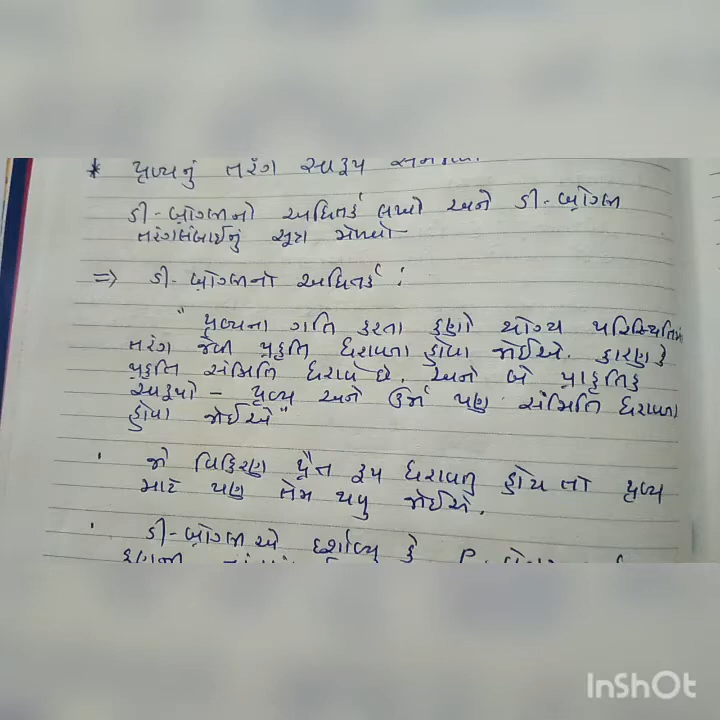 * દ્રવ્યનું તરંગ સ્વરૂપ
ડી-બ્રોગ્લીનો અધિતર્ક લખો અને ડી-બ્રોગ્લી
તરંગલંબાઈનું સૂત્ર મેળવો-
⇒ ડી-બ્રોગ્લીનો અધિતર્ક :
" દ્રવ્યના ગતિ કરતા કણો યોગ્ય પરિસ્થિતિમાં
તરંગ જેવી પ્રકૃતિ ધરાવતા હોવા જોઈએ. કારણ કે
પ્રકૃતિ સંમિતિ ધરાવે છે. અને બે પ્રાકૃતિક
સ્વરૂપો - દ્રવ્ય અને ઉર્જા પણ સંમિતિ ધરાવતા
હોવા જોઈએ"
· જો વિકિરણ દ્વૈત રૂપ ધરાવતુ હોય તો દ્રવ્ય
માટે પણ તેમ થવુ જોઈએ.
· ડી-બ્રોગ્લીએ દર્શાવ્યુ કે P
InShOt